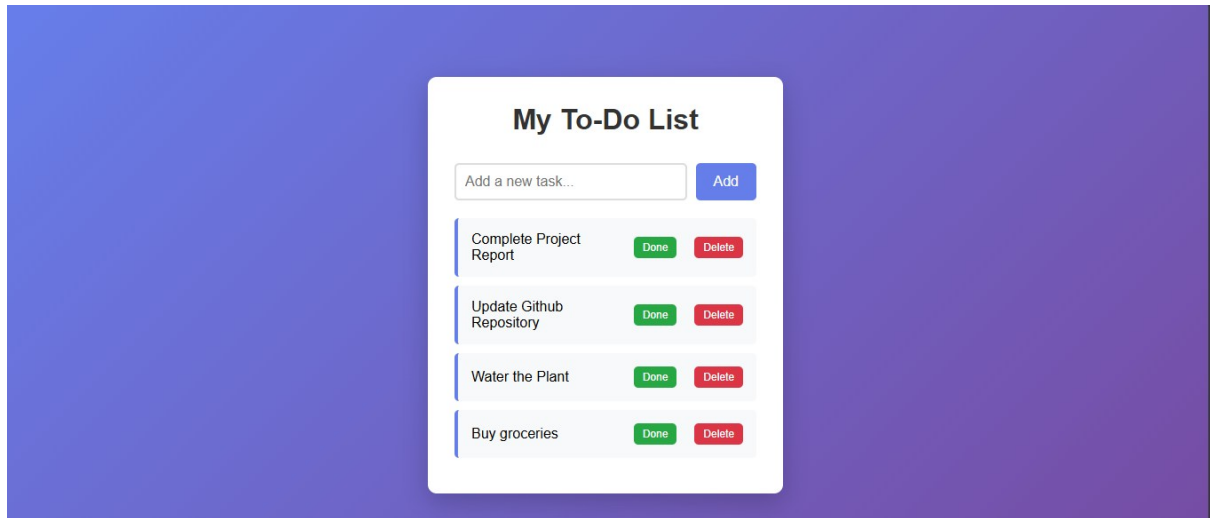 My To-Do List
Add a new task...
Add
Complete Project
Report
Done
Delete
Update Github
Repository
Done
Delete
Water the Plant
Done
Delete
Buy groceries
Done
Delete